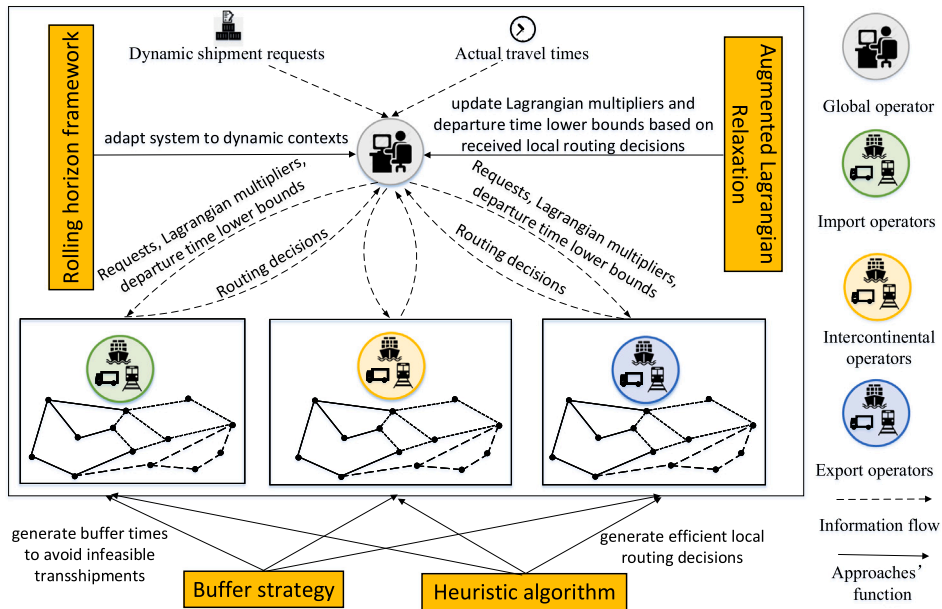 Dynamic shipment requests
Actual travel times
Rolling horizon framework
adapt system to dynamic contexts
update Lagrangian multipliers and
departure time lower bounds based on
received local routing decisions
Augmented Lagrangian
Relaxation
Requests, Lagrangian multipliers,
departure time lower bounds
Routing decisions
Routing decisions
Requests, Lagrangian multipliers,
departure time lower bounds
generate buffer times
to avoid infeasible
transshipments
Buffer strategy
Heuristic algorithm
generate efficient local
routing decisions
Global operator
Import operators
Intercontinental
operators
Export operators
Information flow
Approaches’
function